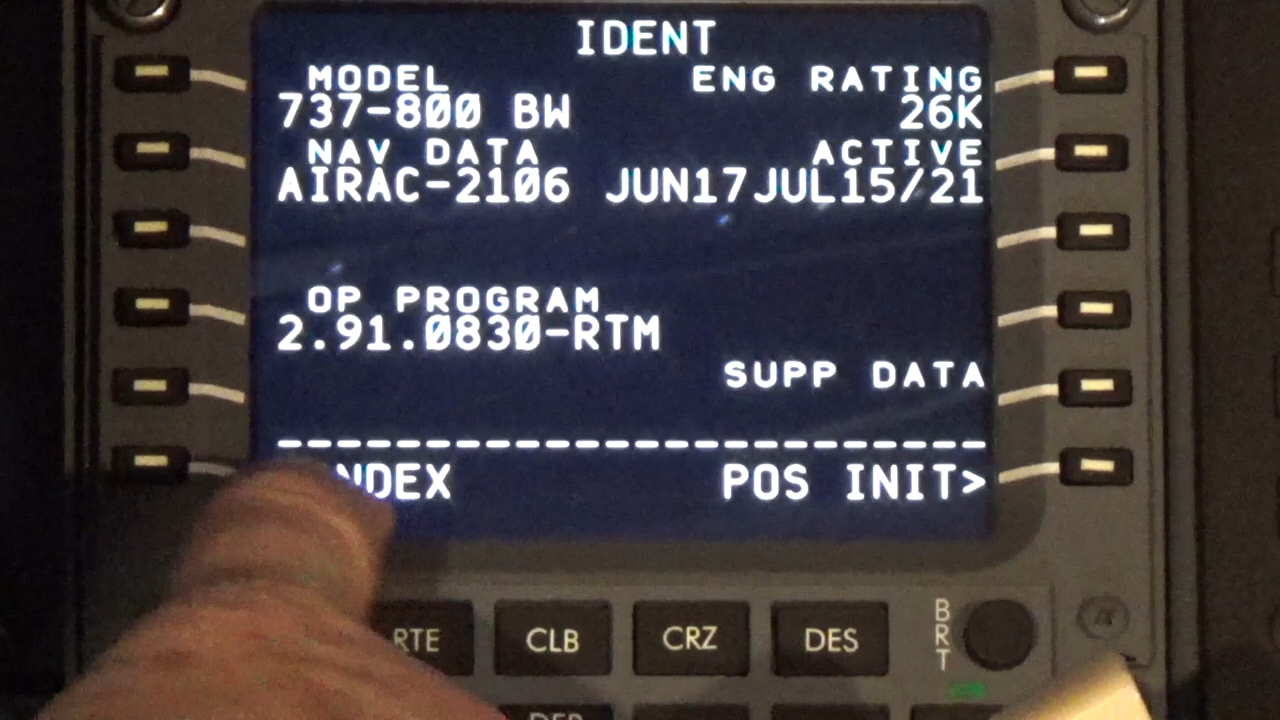 IDENT
MODEL ENG RATING
737-800 BW 26K
NAV DATA ACTIVE
AIRAC-2106 JUN17JUL15/21
OP PROGRAM
2.91.0830-RTM
SUPP DATA
------------------------
NDEX POS INIT>
RTE CLB CRZ DES BRT
DEP